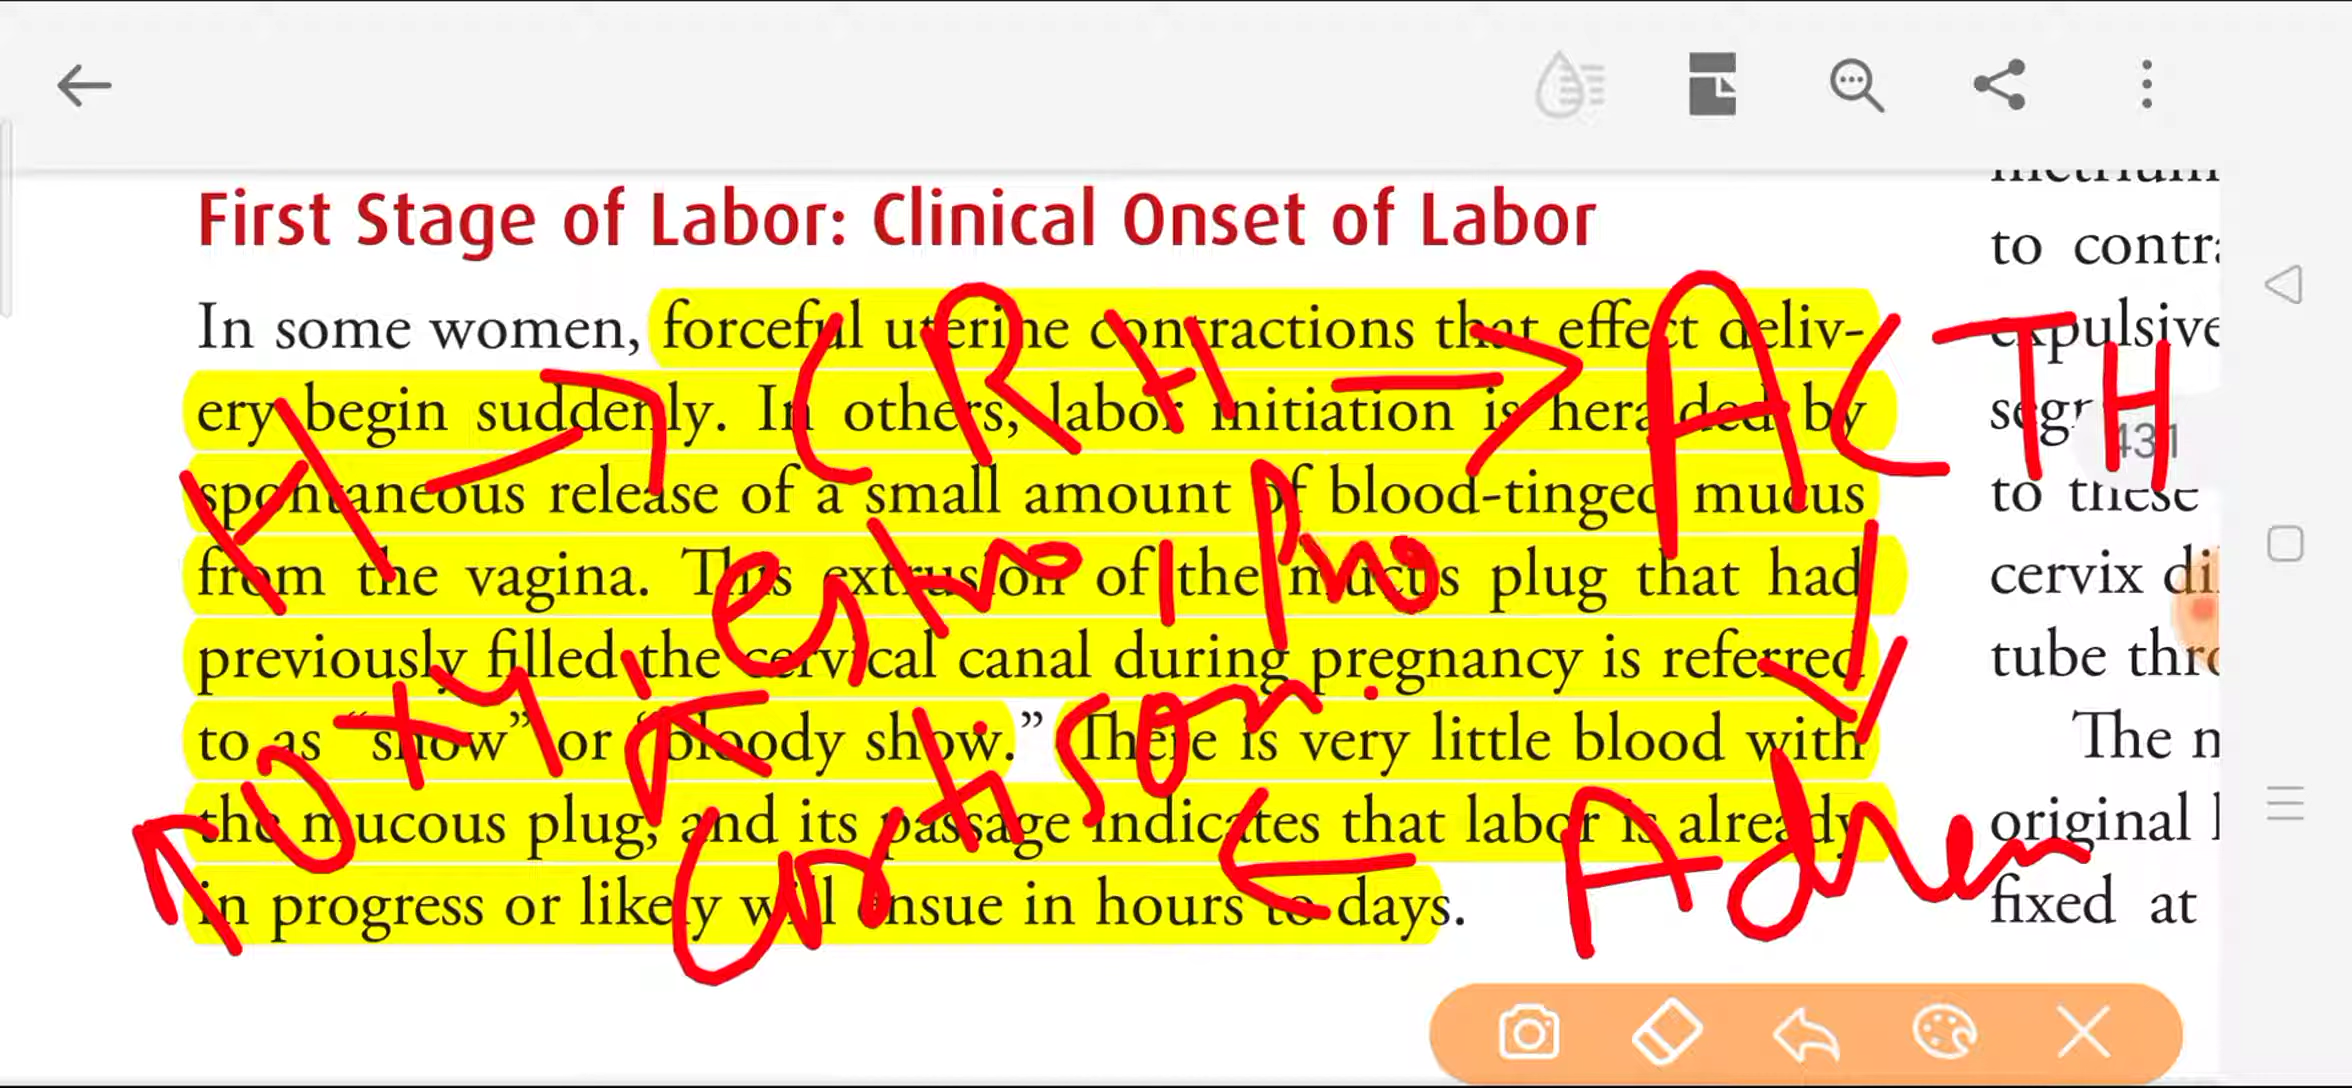 First Stage of Labor: Clinical Onset of Labor
In some women, forceful uterine contractions that effect deliv-
ery begin suddenly. In others, labor initiation is heralded by
spontaneous release of a small amount of blood-tinged mucus
from the vagina. This extrusion of the mucus plug that had
previously filled the cervical canal during pregnancy is referred
to as “show” or “bloody show.” There is very little blood with
the mucous plug, and its passage indicates that labor is already
in progress or likely will ensue in hours to days.
to contr
expulsive
to these
cervix di
tube thr
The
original
fixed at
431
H → CRH → ACTH
Adren
Cortison
estro / Pro
Oxy